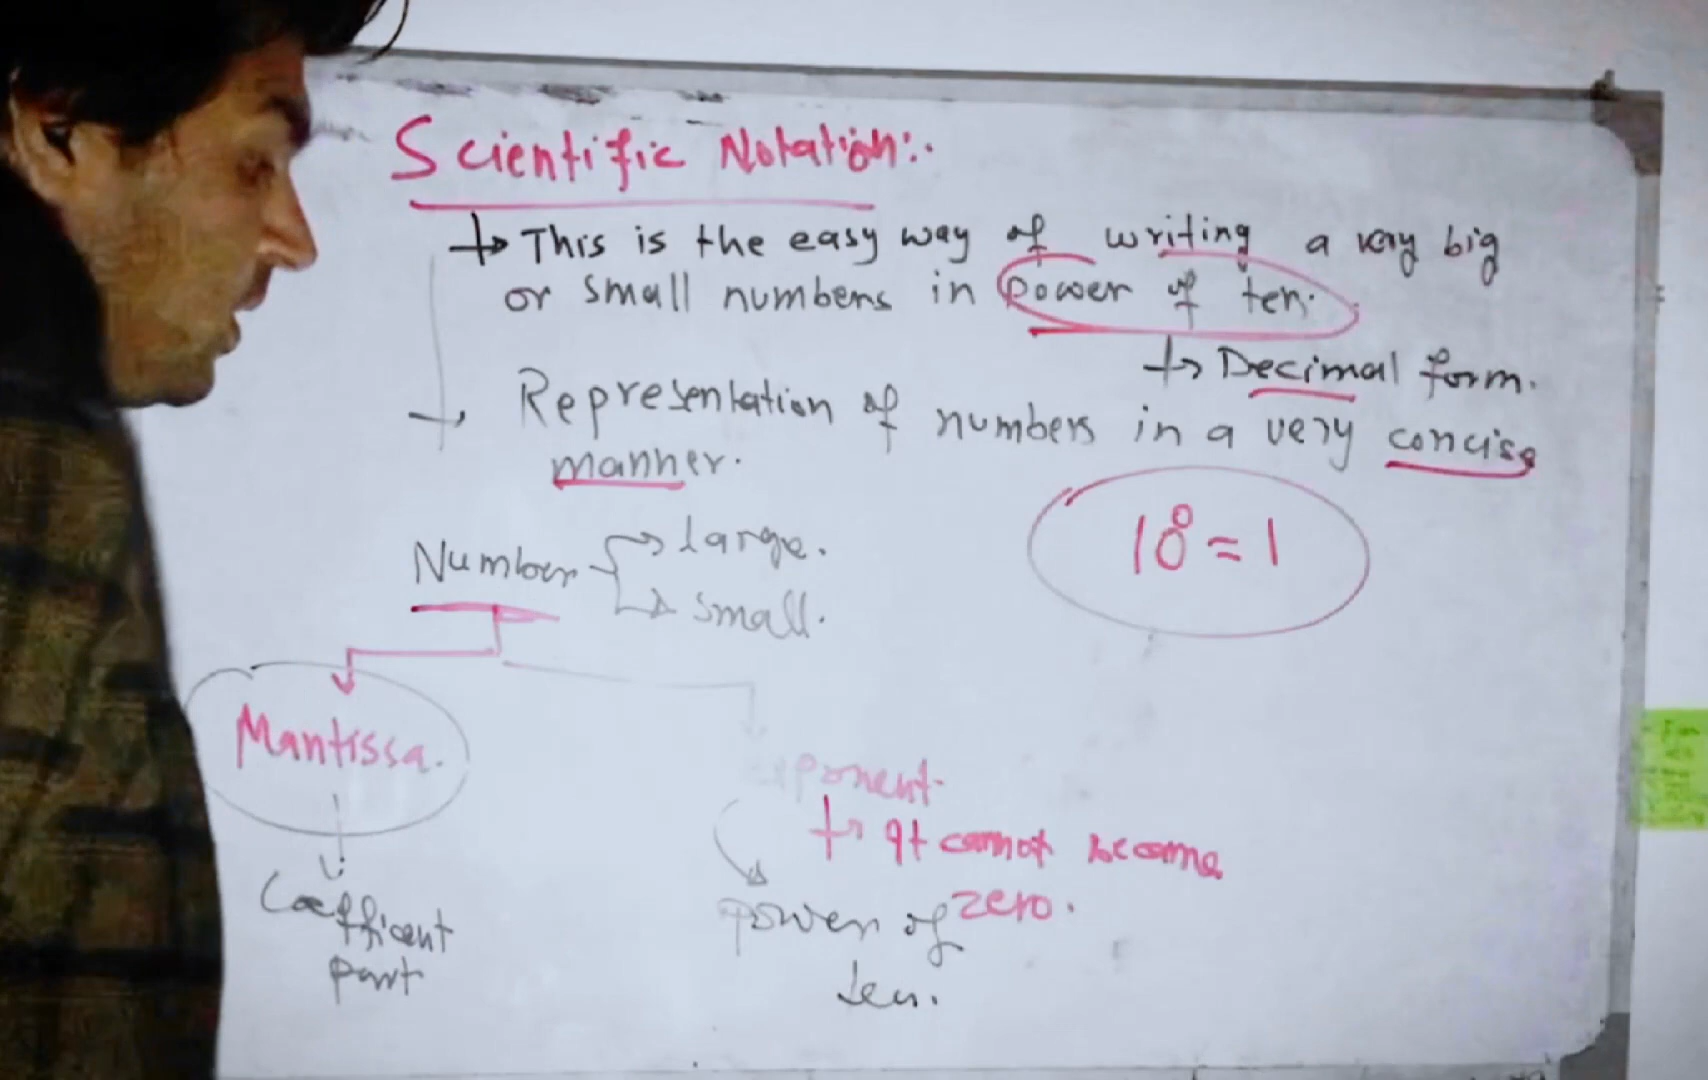 Scientific Notation:.
→ This is the easy way of writing a very big
or small numbers in power of ten.
→ Decimal form.
→ Representation of numbers in a very concise
manner.
Number → large.
→ small.
10⁰ = 1
Mantissa.
ponent.
→ It cannot become
zero.
Coefficent
part
power of
ten.